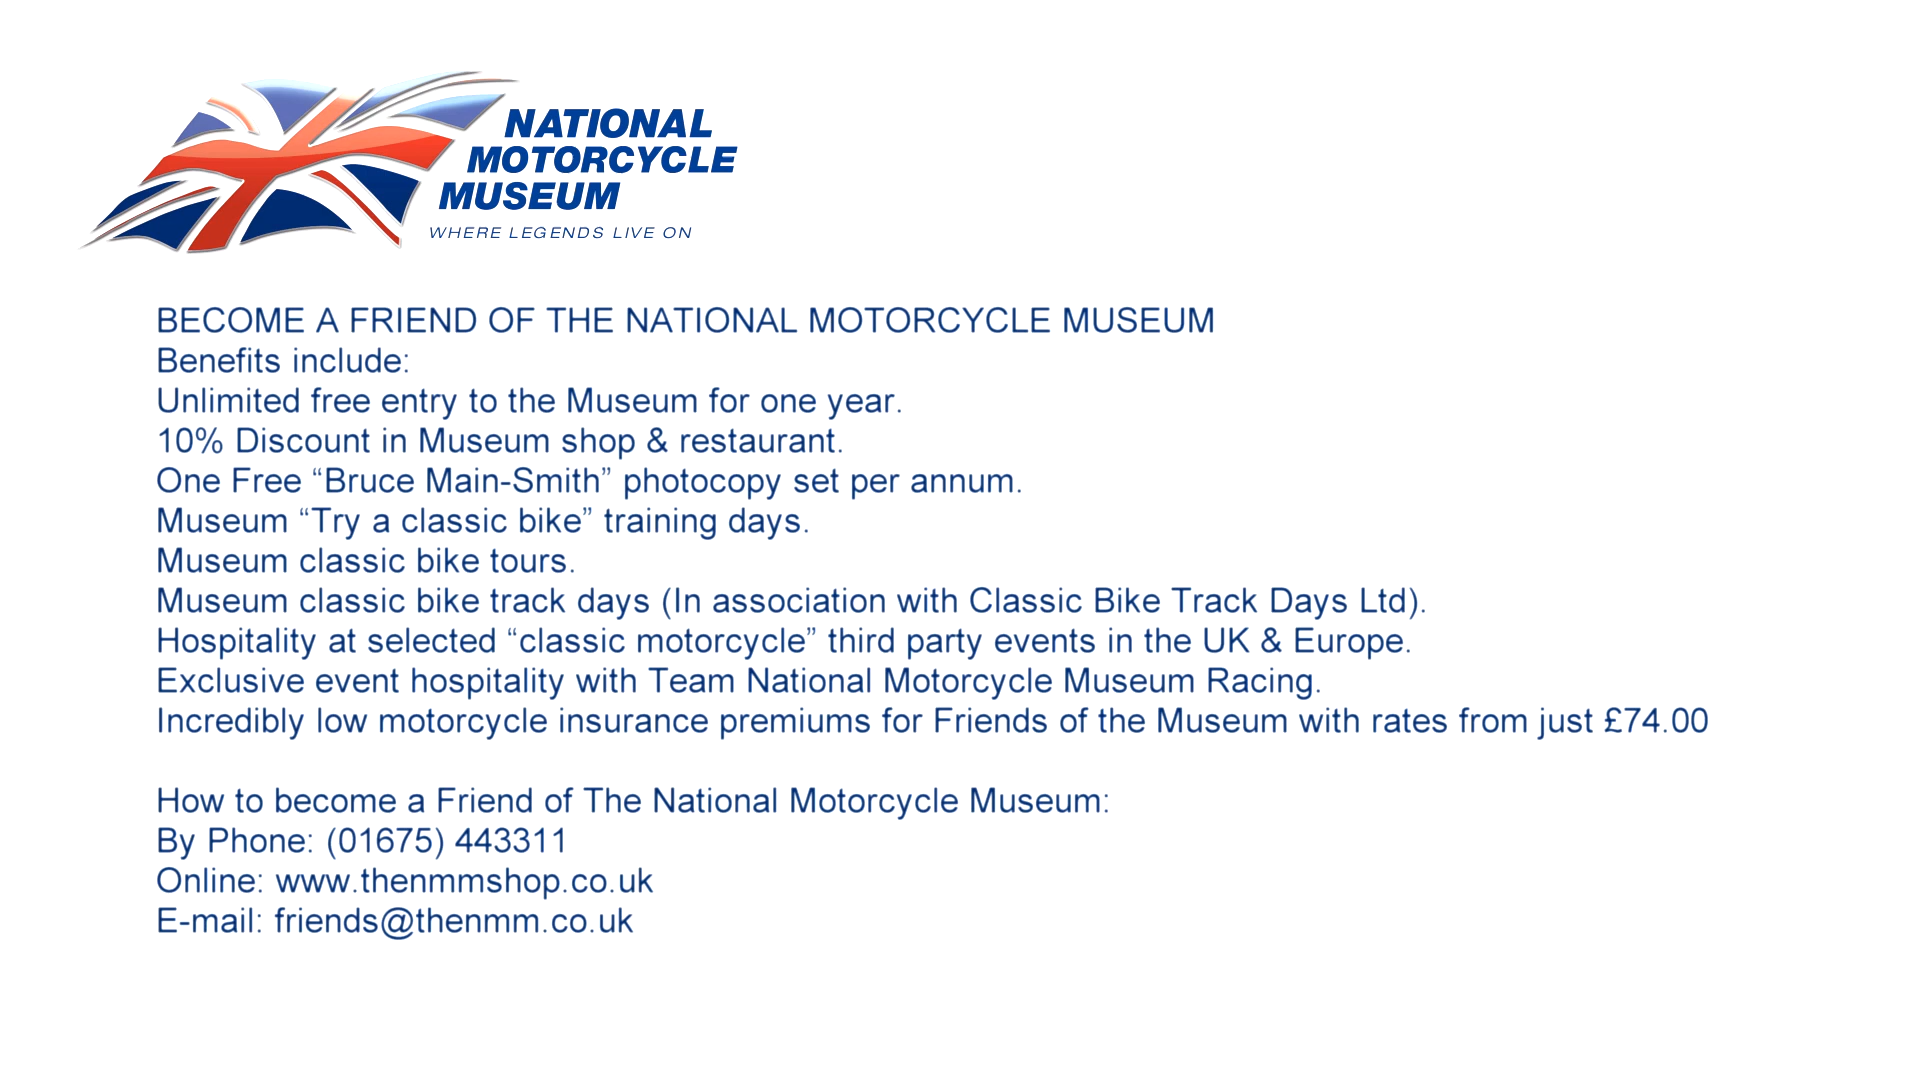 NATIONAL
MOTORCYCLE
MUSEUM
WHERE LEGENDS LIVE ON
BECOME A FRIEND OF THE NATIONAL MOTORCYCLE MUSEUM
Benefits include:
Unlimited free entry to the Museum for one year.
10% Discount in Museum shop & restaurant.
One Free “Bruce Main-Smith” photocopy set per annum.
Museum “Try a classic bike” training days.
Museum classic bike tours.
Museum classic bike track days (In association with Classic Bike Track Days Ltd).
Hospitality at selected “classic motorcycle” third party events in the UK & Europe.
Exclusive event hospitality with Team National Motorcycle Museum Racing.
Incredibly low motorcycle insurance premiums for Friends of the Museum with rates from just £74.00
How to become a Friend of The National Motorcycle Museum:
By Phone: (01675) 443311
Online: www.thenmmshop.co.uk
E-mail: friends@thenmm.co.uk